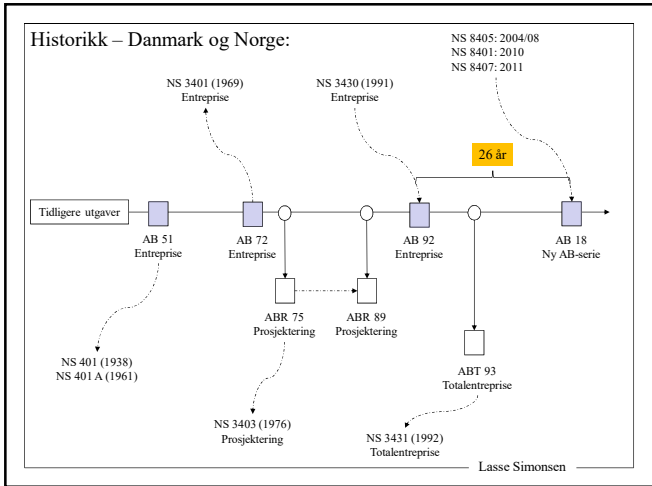 Historikk – Danmark og Norge:
NS 8405: 2004/08
NS 8401: 2010
NS 8407: 2011
NS 3401 (1969)
Entreprise
NS 3430 (1991)
Entreprise
26 år
Tidligere utgaver
AB 51
Entreprise
AB 72
Entreprise
AB 92
Entreprise
AB 18
Ny AB-serie
ABR 75
Prosjektering
ABR 89
Prosjektering
NS 401 (1938)
NS 401 A (1961)
ABT 93
Totalentreprise
NS 3403 (1976)
Prosjektering
NS 3431 (1992)
Totalentreprise
Lasse Simonsen